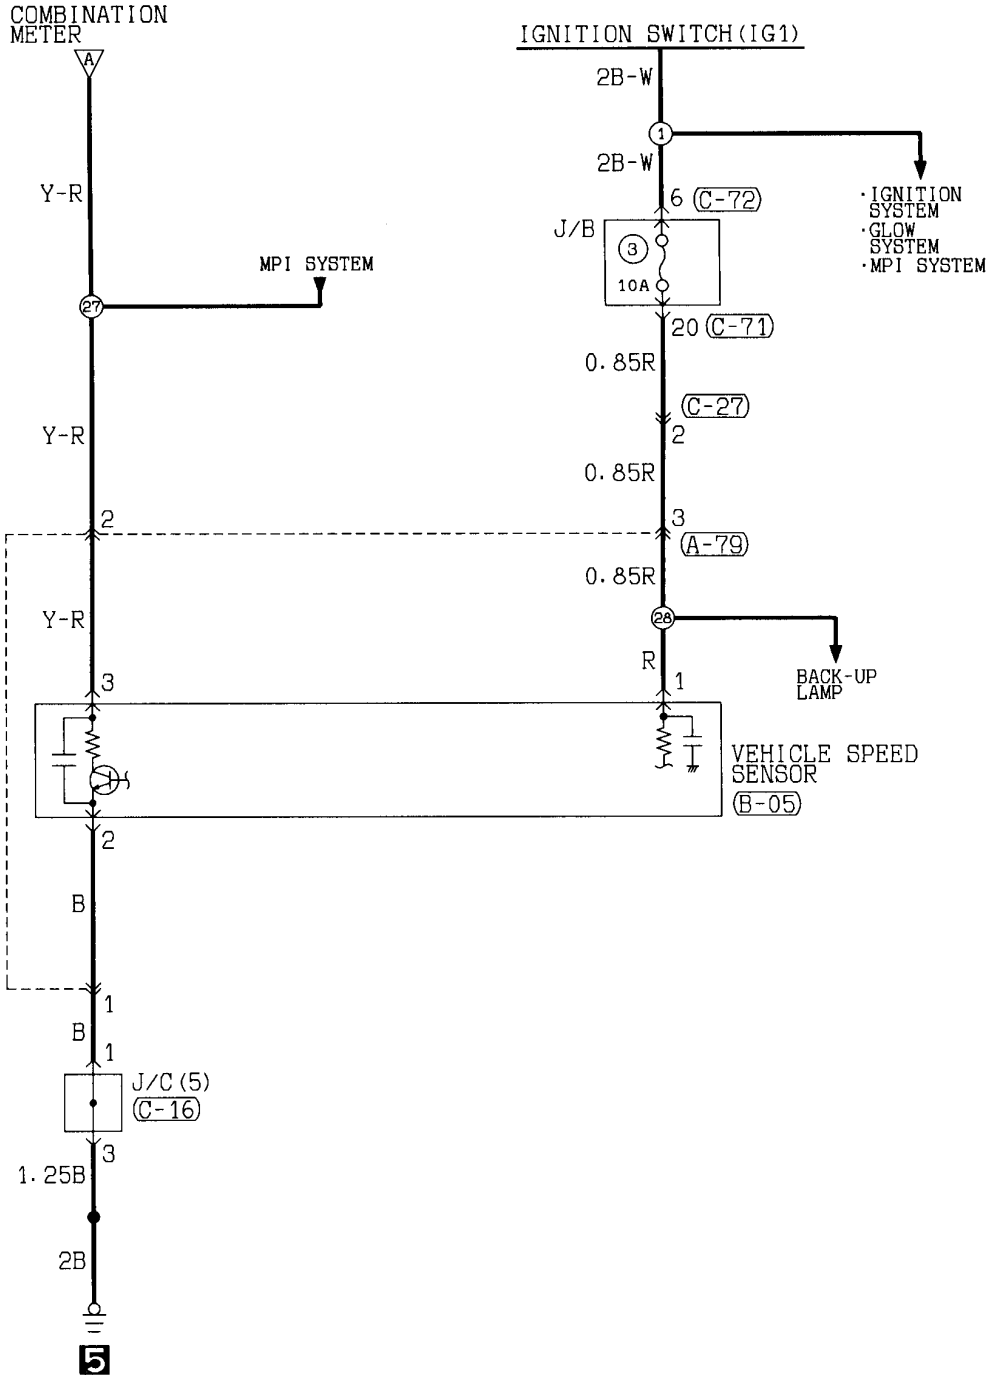 COMBINATION
METER
A
IGNITION SWITCH(IG1)
2B-W
1
2B-W
Y-R
6 (C-72)
·IGNITION
SYSTEM
·GLOW
SYSTEM
·MPI SYSTEM
J/B
3
10A
MPI SYSTEM
27
20 (C-71)
0.85R
(C-27)
2
Y-R
0.85R
2
3
(A-79)
0.85R
Y-R
28
R
1
BACK-UP
LAMP
3
VEHICLE SPEED
SENSOR
(B-05)
2
B
1
B
1
J/C(5)
(C-16)
3
1.25B
2B
5